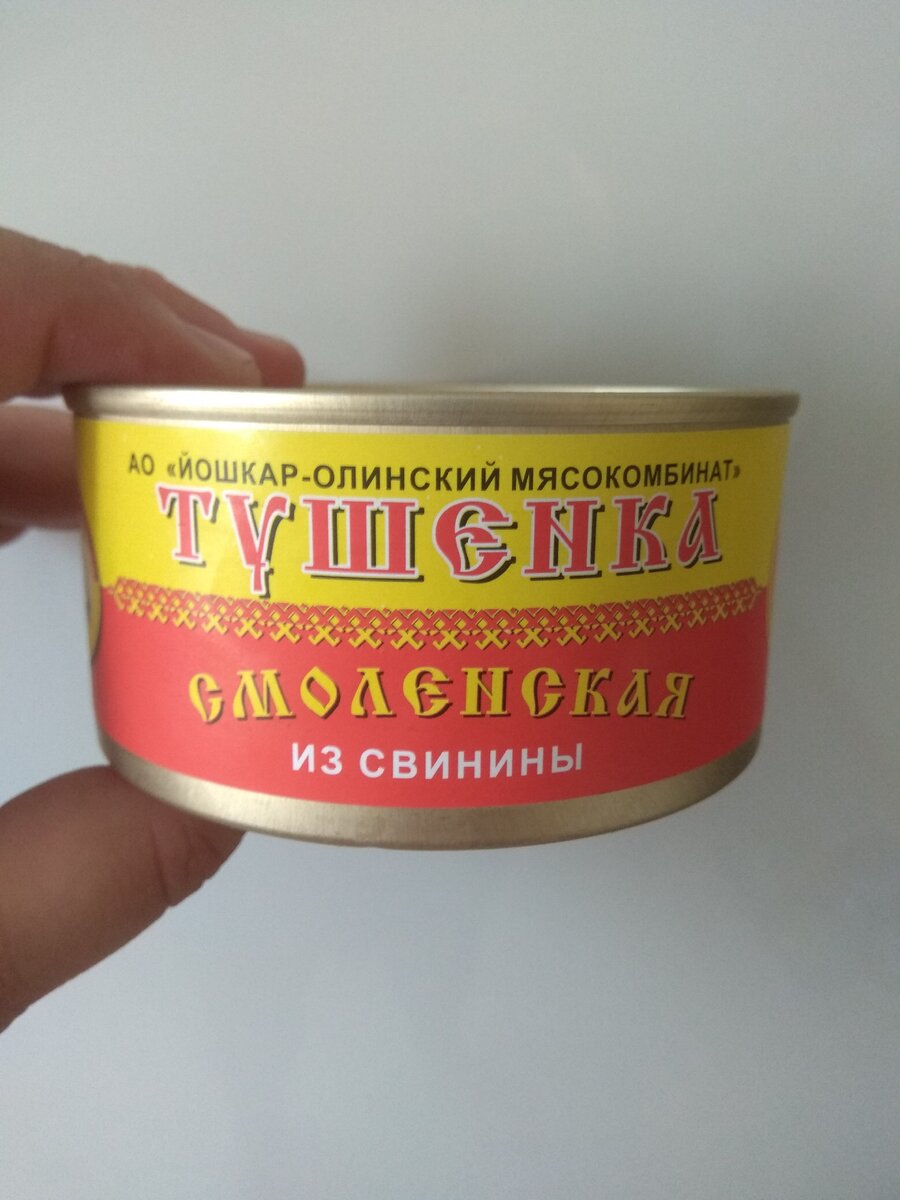 АО «ЙОШКАР-ОЛИНСКИЙ МЯСОКОМБИНАТ»
ТУШЕНКА
СМОЛЕНСКАЯ
ИЗ СВИНИНЫ